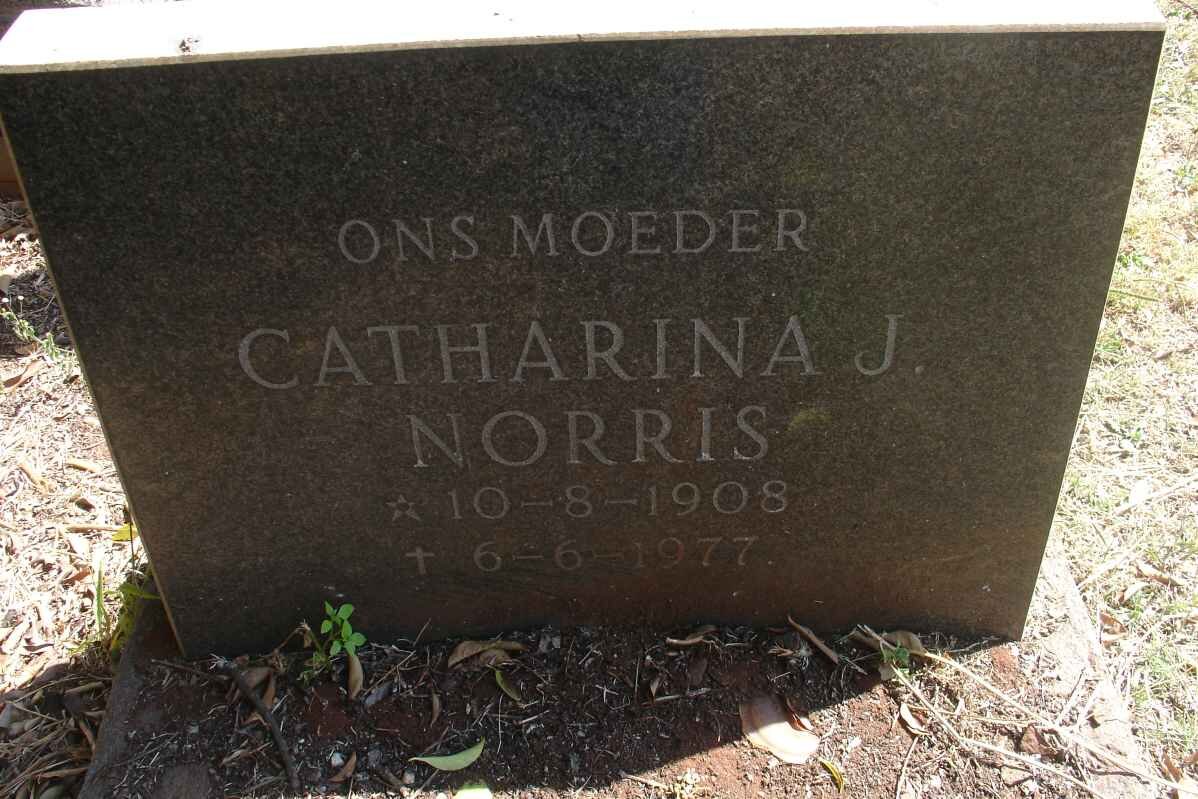 ONS MOEDER
CATHARINA J.
NORRIS
☆ 10-8-1908
† 6-6-1977.